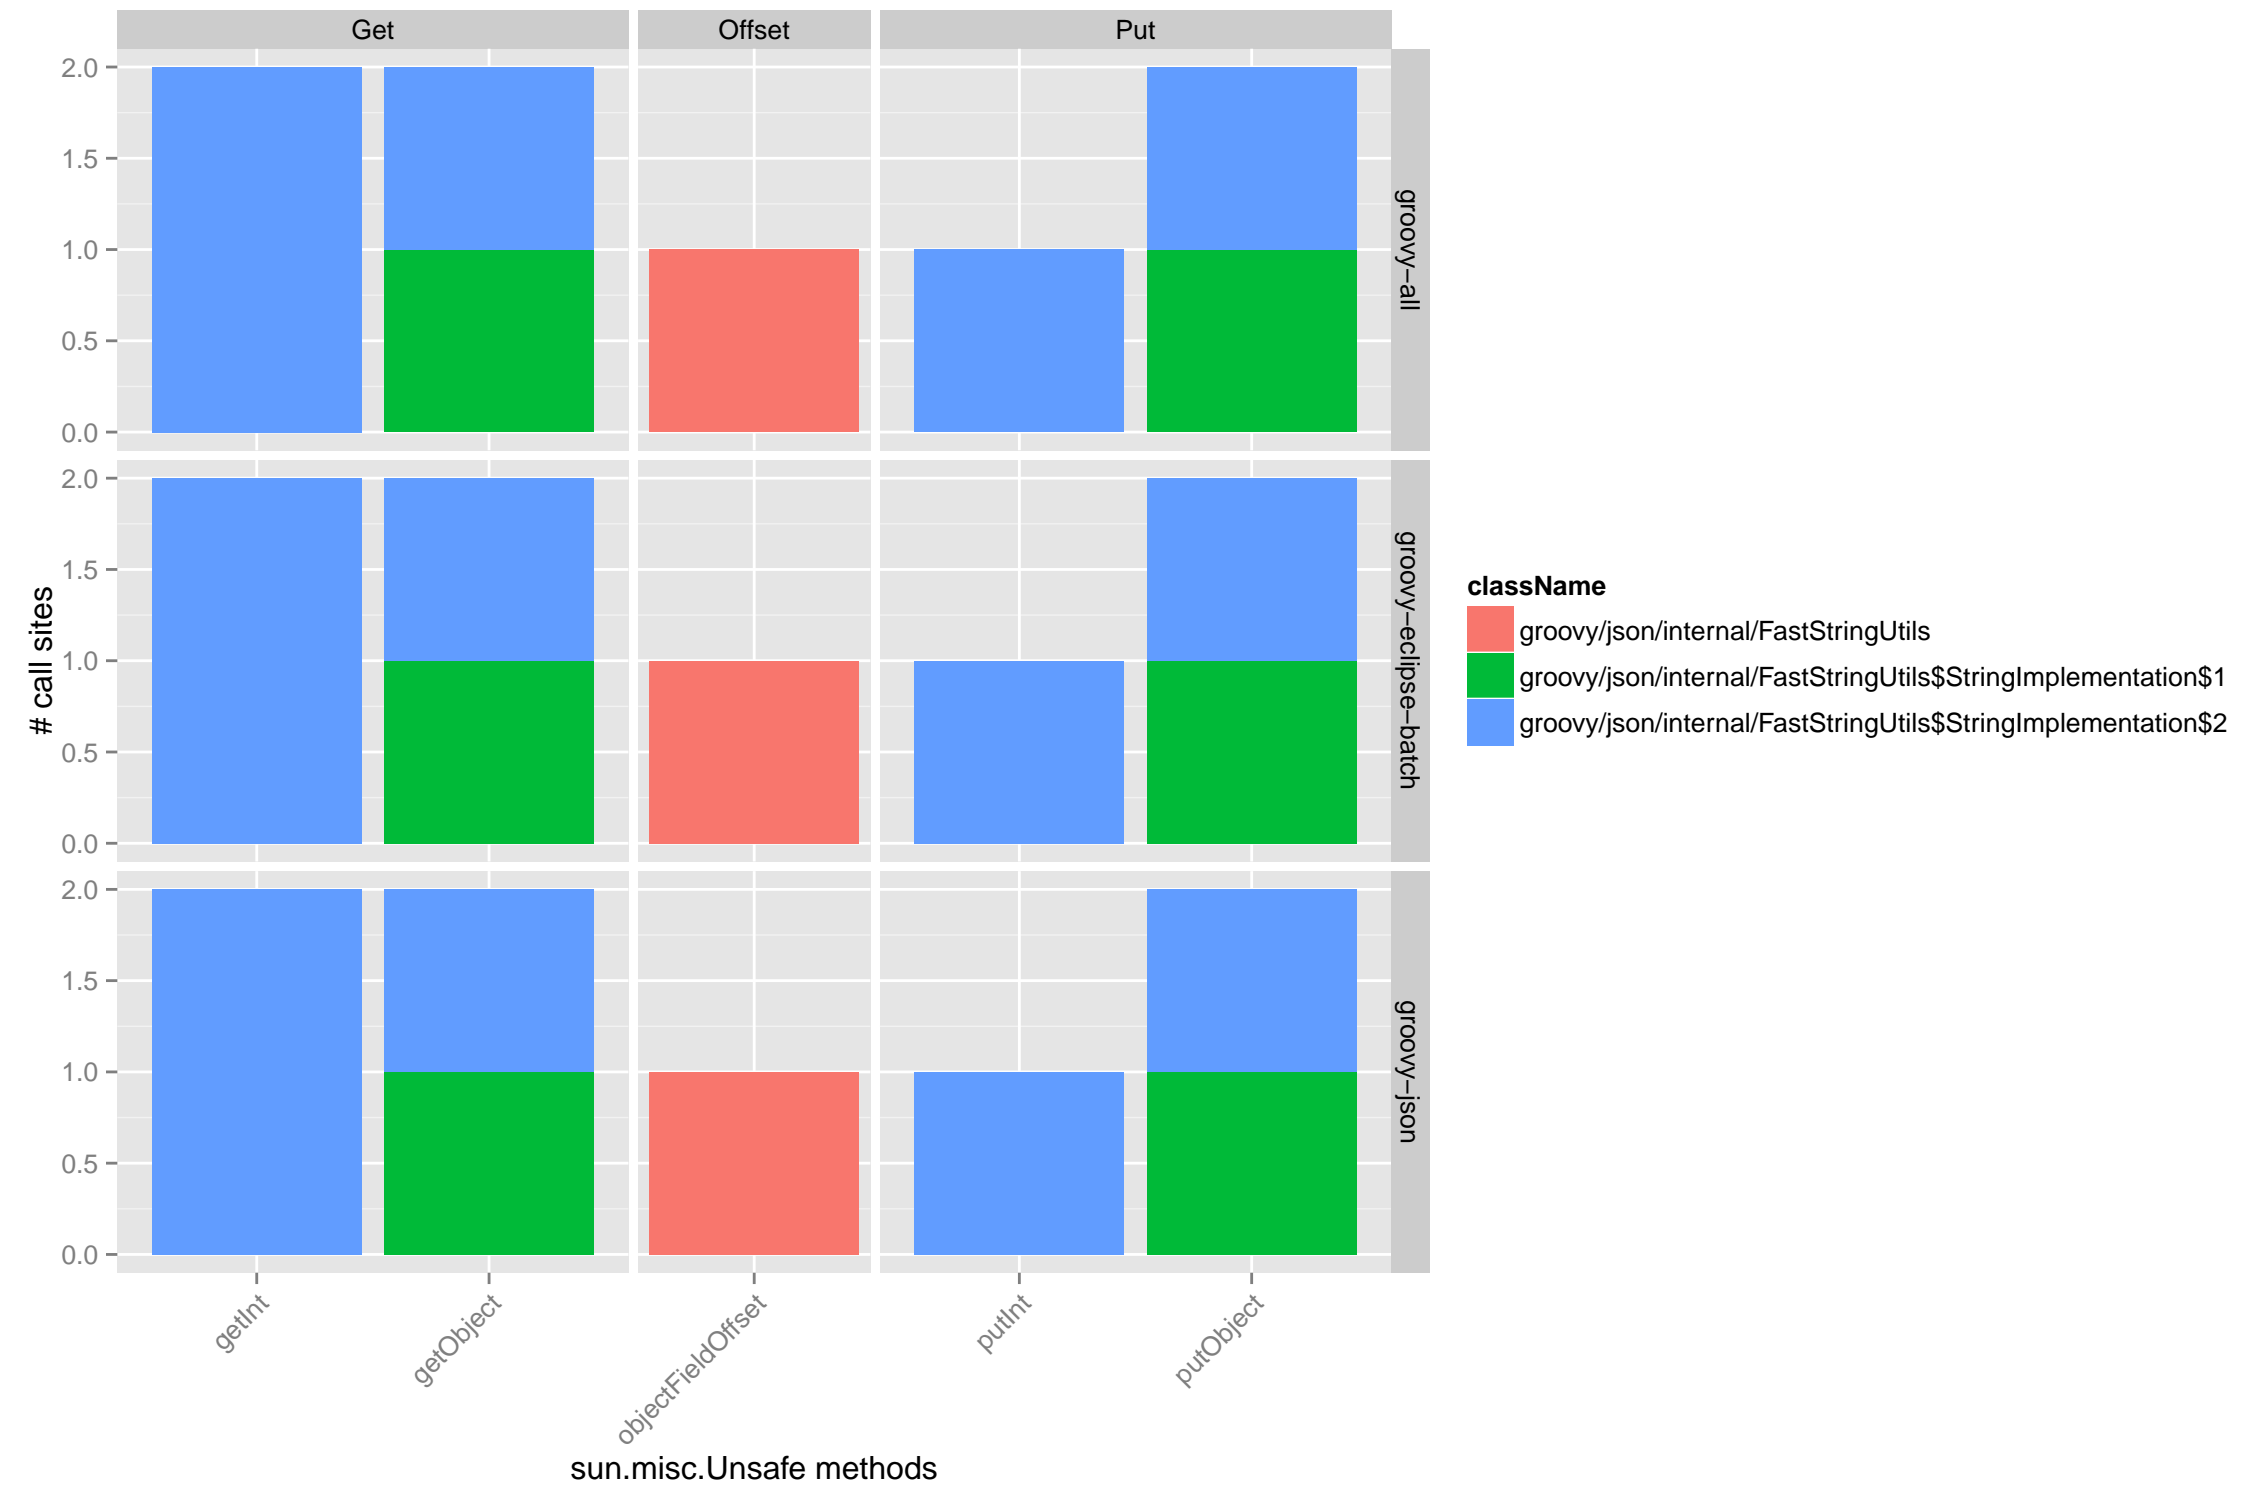 Get
Offset
Put
2.0
1.5
1.0
0.5
0.0
groovy−all
2.0
1.5
1.0
0.5
0.0
groovy−eclipse−batch
2.0
1.5
1.0
0.5
0.0
groovy−json
# call sites
getInt
getObject
objectFieldOffset
putInt
putObject
sun.misc.Unsafe methods
className
groovy/json/internal/FastStringUtils
groovy/json/internal/FastStringUtils$StringImplementation$1
groovy/json/internal/FastStringUtils$StringImplementation$2